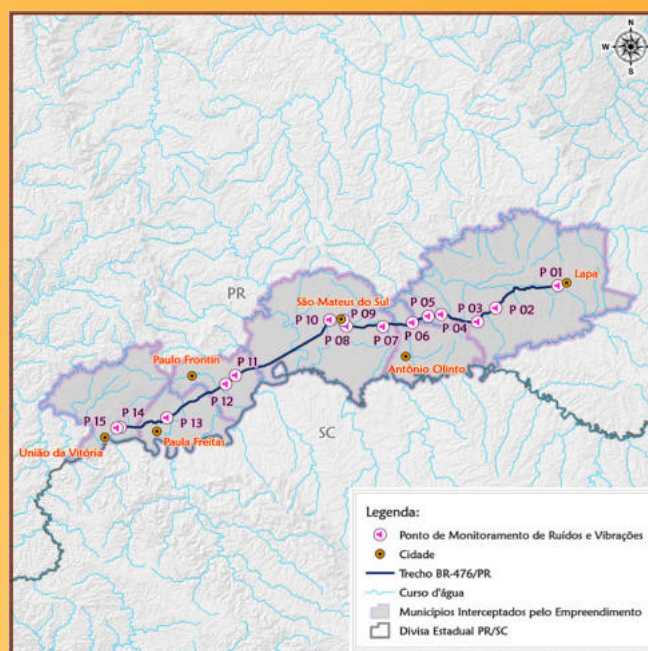 N
W
E
S
P 01
Lapa
P 02
P 03
P 04
P 05
P 06
PR
São Mateus do Sul
P 10
P 09
P 08
P 07
Antônio Olinto
Paulo Frontin
P 11
P 12
P 14
P 15
P 13
União da Vitória
Paula Freitas
SC
Legenda:
Ponto de Monitoramento de Ruídos e Vibrações
Cidade
Trecho BR-476/PR
Curso d'água
Municípios Interceptados pelo Empreendimento
Divisa Estadual PR/SC